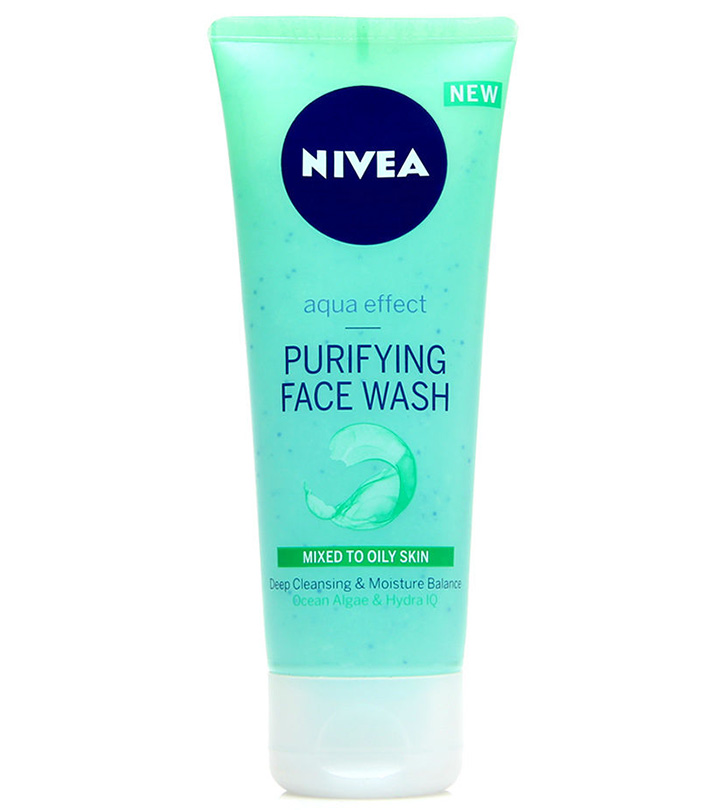 NEW
NIVEA
aqua effect
PURIFYING
FACE WASH
MIXED TO OILY SKIN
Deep Cleansing & Moisture Balance
Ocean Algae & Hydra IQ